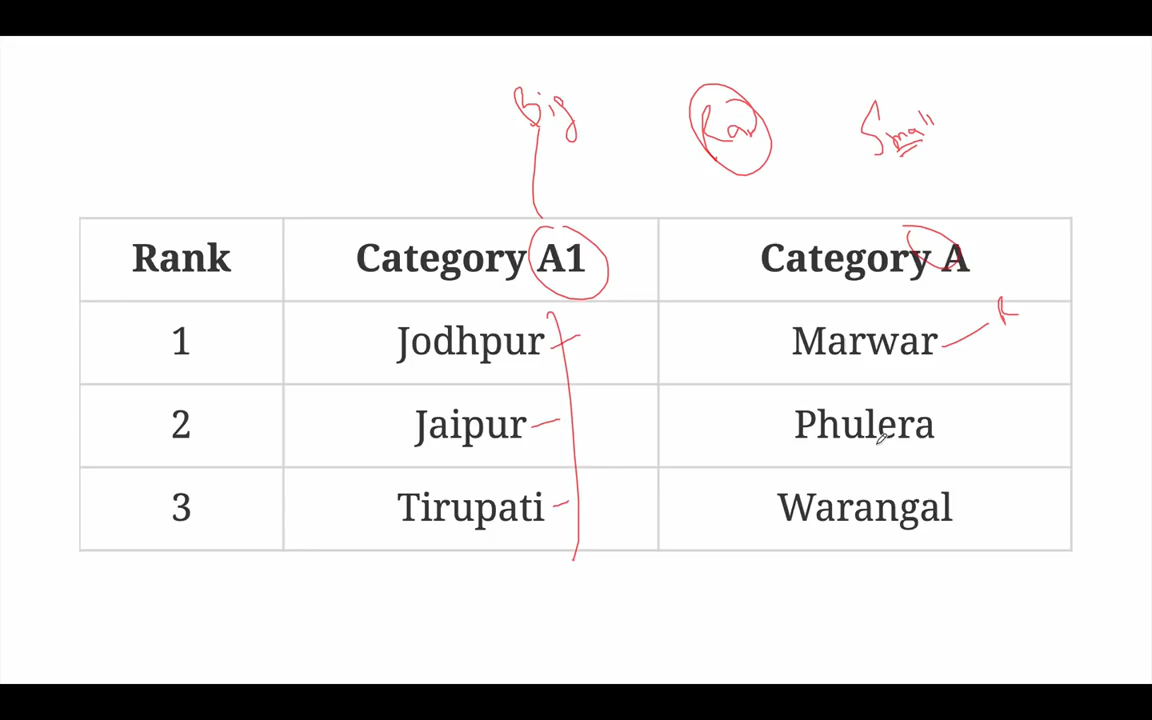 Big Small
Rank Category A1 Category A
1 Jodhpur Marwar
2 Jaipur Phulera
3 Tirupati Warangal